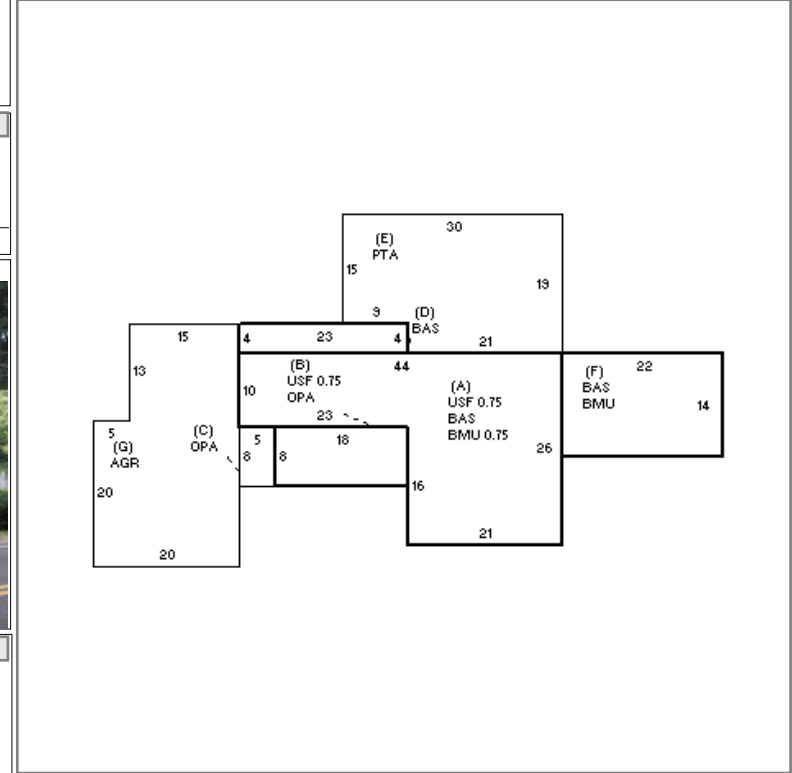 30
(E)
PTA
15
19
9
(D)
BAS
15
4
23
4
21
13
(B)
USF 0.75
OPA
44
22
(F)
BAS
BMU
10
(A)
USF 0.75
BAS
BMU 0.75
14
23
5
(G)
AGR
(C)
OPA
5
8
8
18
26
20
16
21
20